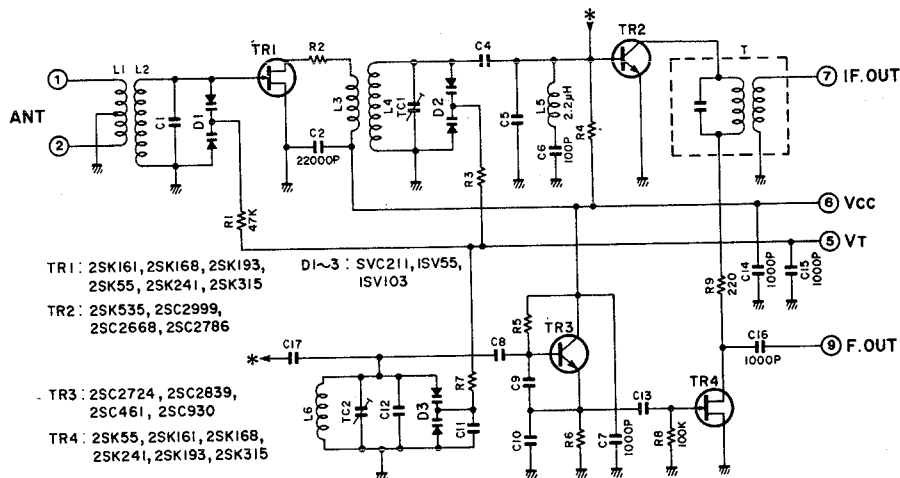 TR1
TR2
L1 L2
R2
C4
T
1
7 IF. OUT
ANT
C1
D1
L3
L4
TC1
D2
L5
2.2μH
C5
C6
100P
R4
2
C2
22000P
R3
R1
47K
6 VCC
5 VT
TR1 : 2SK161, 2SK168, 2SK193,
2SK55, 2SK241, 2SK315
D1~3 : SVC211, 1SV55,
1SV103
C14
1000P
C15
1000P
R9
220
TR2 : 2SK535, 2SC2999,
2SC2668, 2SC2786
R5
TR3
* C17
C8
C16
1000P
9 F.OUT
R7
C9
TR4
TR3 : 2SC2724, 2SC2839,
2SC461, 2SC930
L6
TC2
C12
D3
C11
C13
C10
R6
C7
1000P
R8
100K
TR4 : 2SK55, 2SK161, 2SK168,
2SK241, 2SK193, 2SK315
*